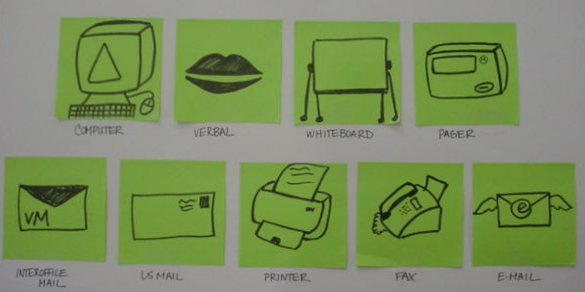 COMPUTER
VERBAL
WHITEBOARD
PAGER
VM
e
INTEROFFICE
MAIL
US MAIL
PRINTER
FAX
E-MAIL